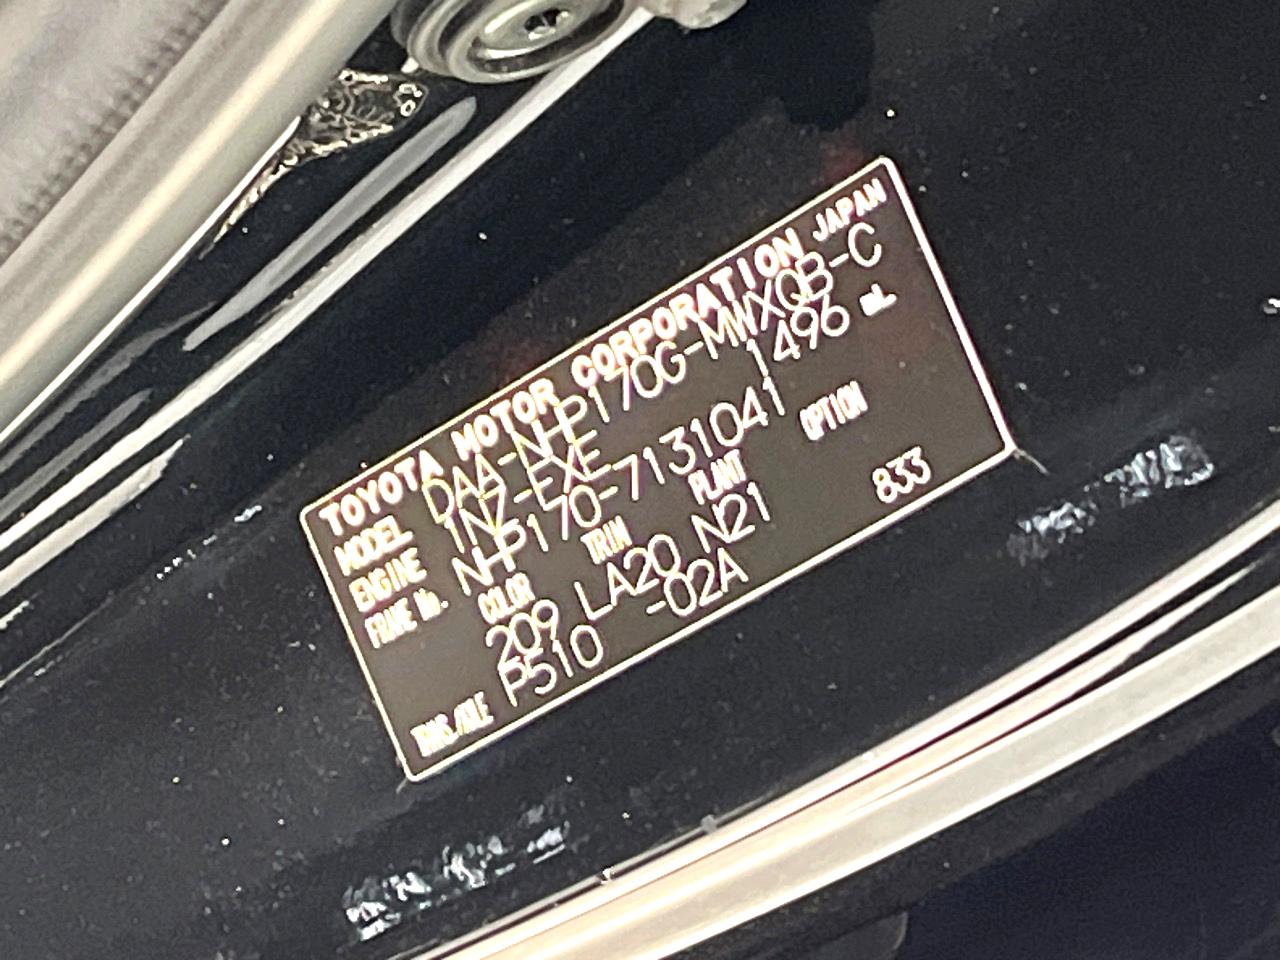 TOYOTA MOTOR CORPORATION JAPAN
MODEL DAA-NHP170G-MWXQB-C
ENGINE 1NZ-FXE 1496 mL
FRAME No. NHP170-7131041
COLOR TRIM PLANT OPTION
209 LA20 N21 833
TRNS./AXLE P510 -02A